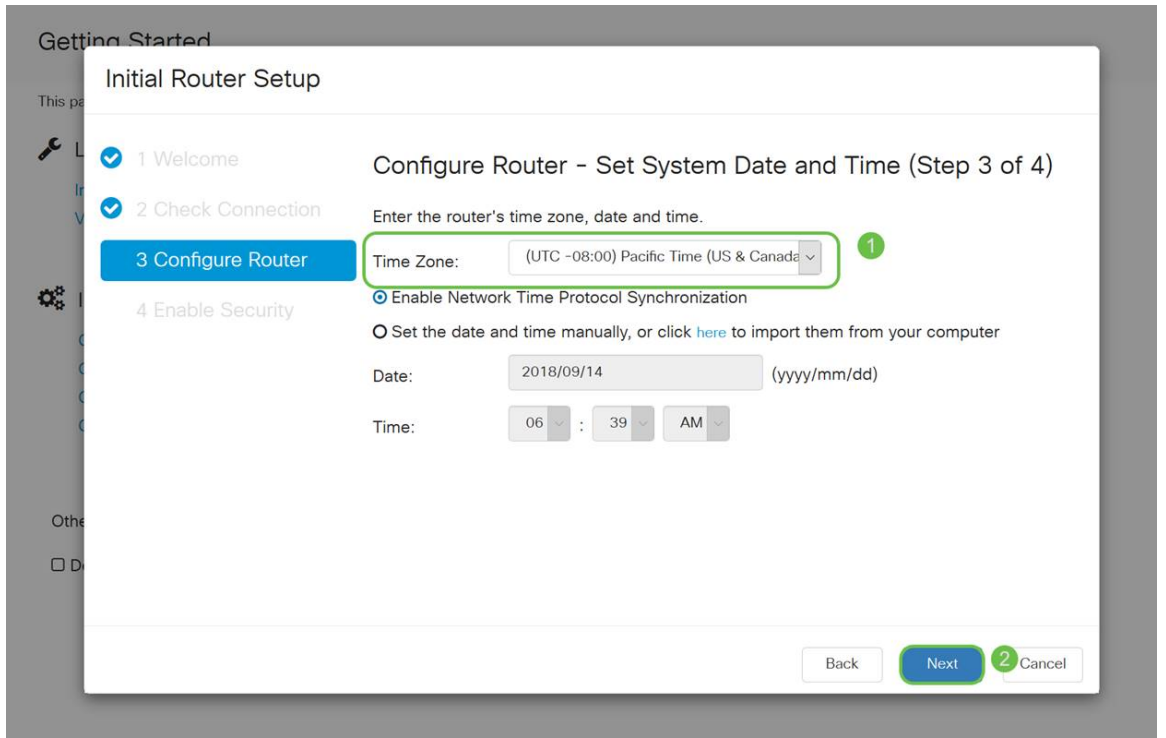 Getting Started
Initial Router Setup
This pa
L
1 Welcome
Configure Router - Set System Date and Time (Step 3 of 4)
In
V
2 Check Connection
Enter the router's time zone, date and time.
3 Configure Router
Time Zone: (UTC -08:00) Pacific Time (US & Canada
1
I
4 Enable Security
Enable Network Time Protocol Synchronization
Set the date and time manually, or click here to import them from your computer
Date: 2018/09/14 (yyyy/mm/dd)
Time: 06 : 39 AM
Othe
De
Back Next 2 Cancel